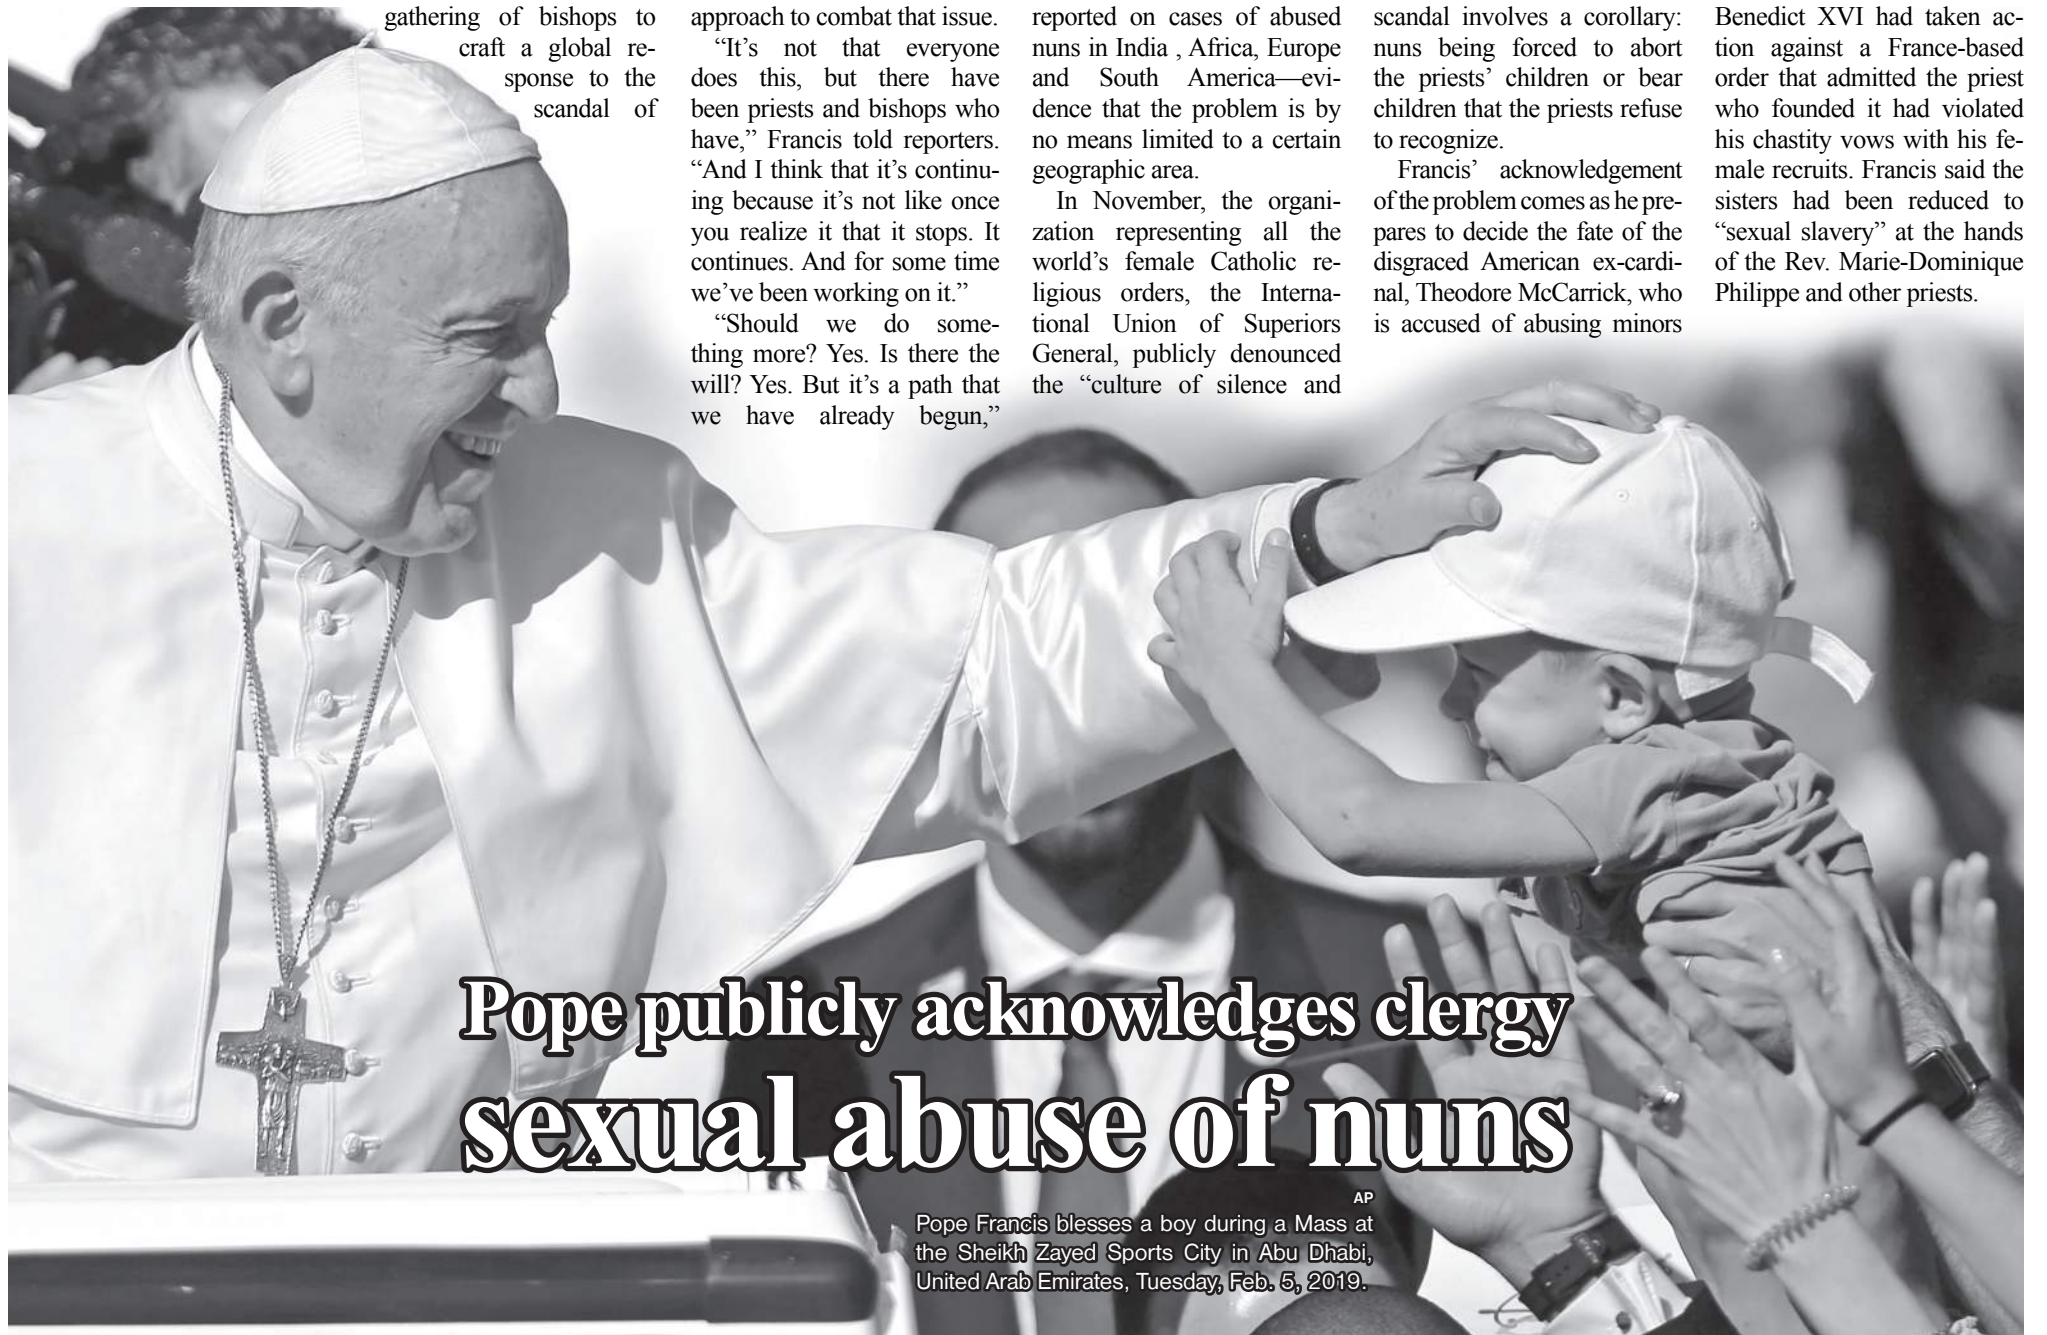 gathering of bishops to
craft a global re-
sponse to the
scandal of
approach to combat that issue.
“It’s not that everyone
does this, but there have
been priests and bishops who
have,” Francis told reporters.
“And I think that it’s continu-
ing because it’s not like once
you realize it that it stops. It
continues. And for some time
we’ve been working on it.”
“Should we do some-
thing more? Yes. Is there the
will? Yes. But it’s a path that
we have already begun,”
reported on cases of abused
nuns in India , Africa, Europe
and South America—evi-
dence that the problem is by
no means limited to a certain
geographic area.
In November, the organi-
zation representing all the
world’s female Catholic re-
ligious orders, the Interna-
tional Union of Superiors
General, publicly denounced
the “culture of silence and
scandal involves a corollary:
nuns being forced to abort
the priests’ children or bear
children that the priests refuse
to recognize.
Francis’ acknowledgement
of the problem comes as he pre-
pares to decide the fate of the
disgraced American ex-cardi-
nal, Theodore McCarrick, who
is accused of abusing minors
Benedict XVI had taken ac-
tion against a France-based
order that admitted the priest
who founded it had violated
his chastity vows with his fe-
male recruits. Francis said the
sisters had been reduced to
“sexual slavery” at the hands
of the Rev. Marie-Dominique
Philippe and other priests.
Pope publicly acknowledges clergy
sexual abuse of nuns
AP
Pope Francis blesses a boy during a Mass at
the Sheikh Zayed Sports City in Abu Dhabi,
United Arab Emirates, Tuesday, Feb. 5, 2019.